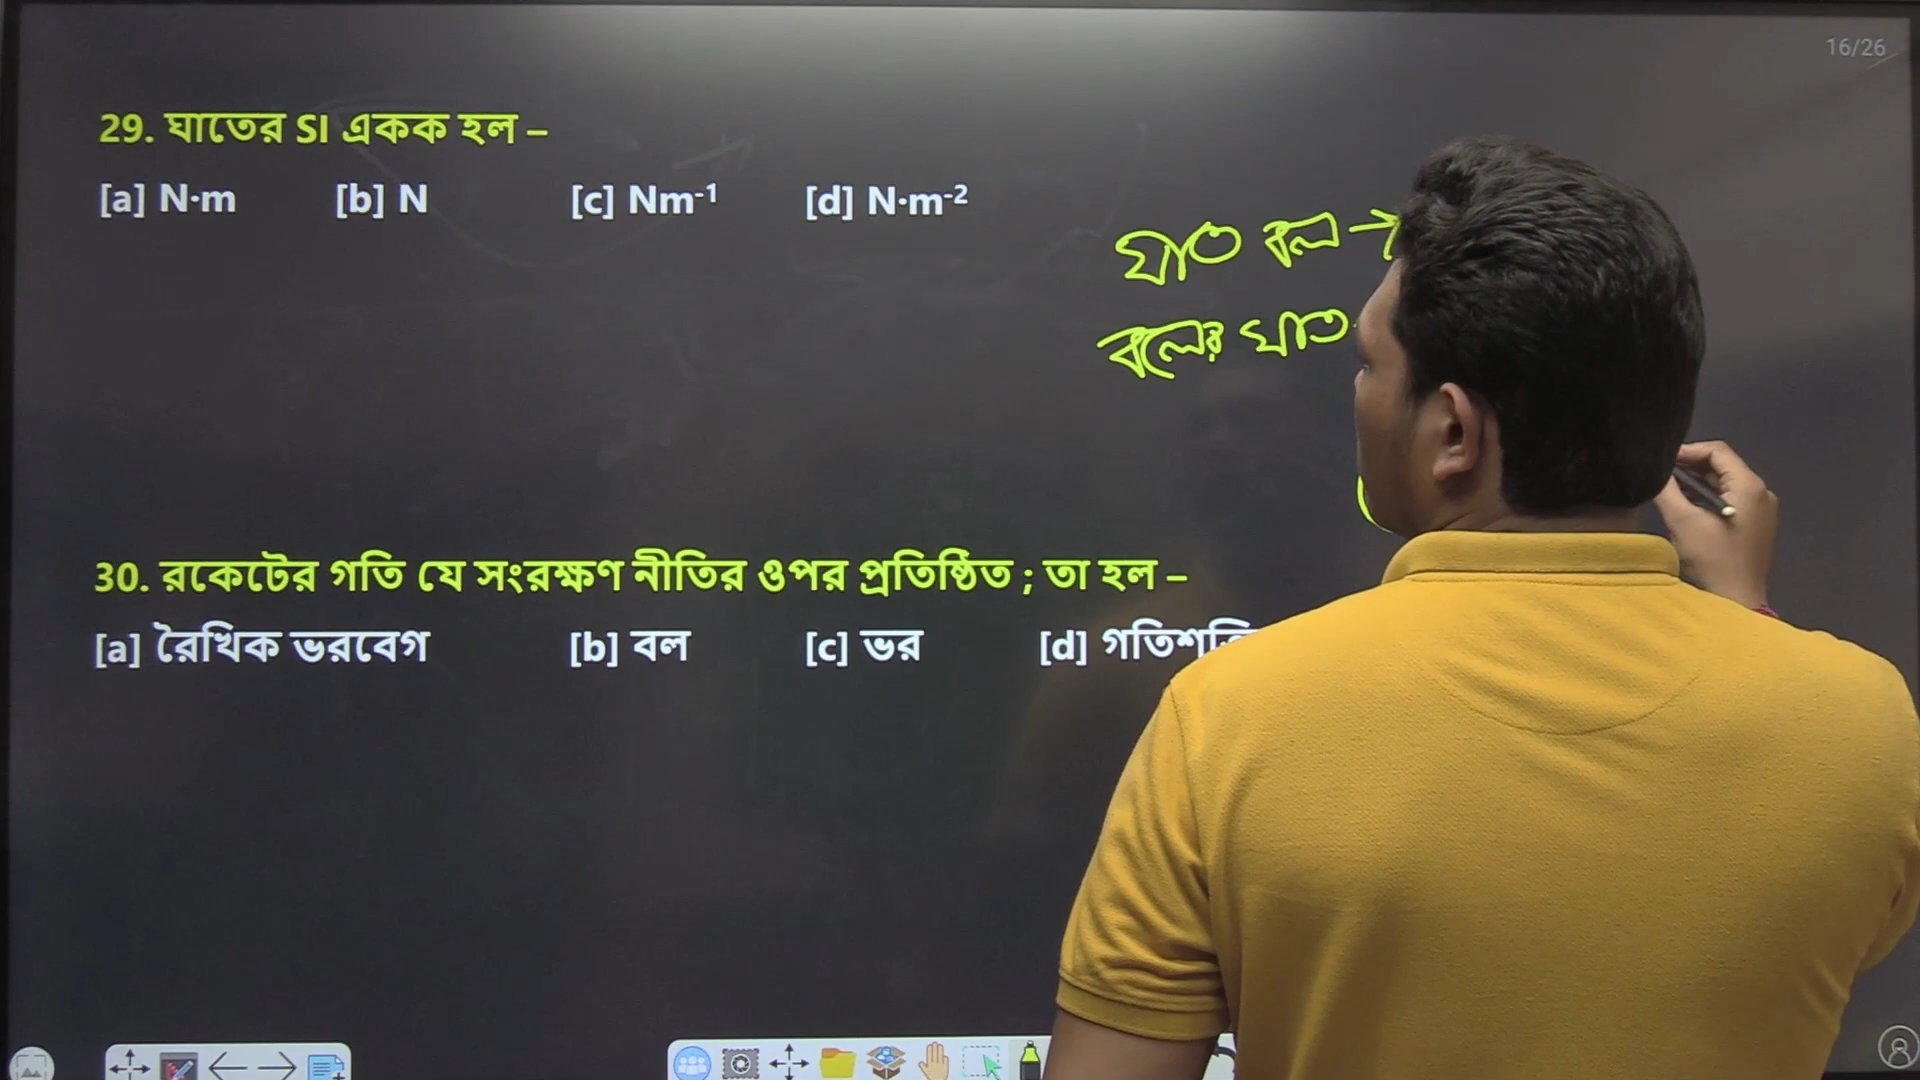 16/26
29. ঘাতের SI একক হল –
[a] N·m [b] N [c] Nm⁻¹ [d] N·m⁻²
ঘাত বল →
বলের ঘাত
30. রকেটের গতি যে সংরক্ষণ নীতির ওপর প্রতিষ্ঠিত ; তা হল –
[a] রৈখিক ভরবেগ [b] বল [c] ভর [d]